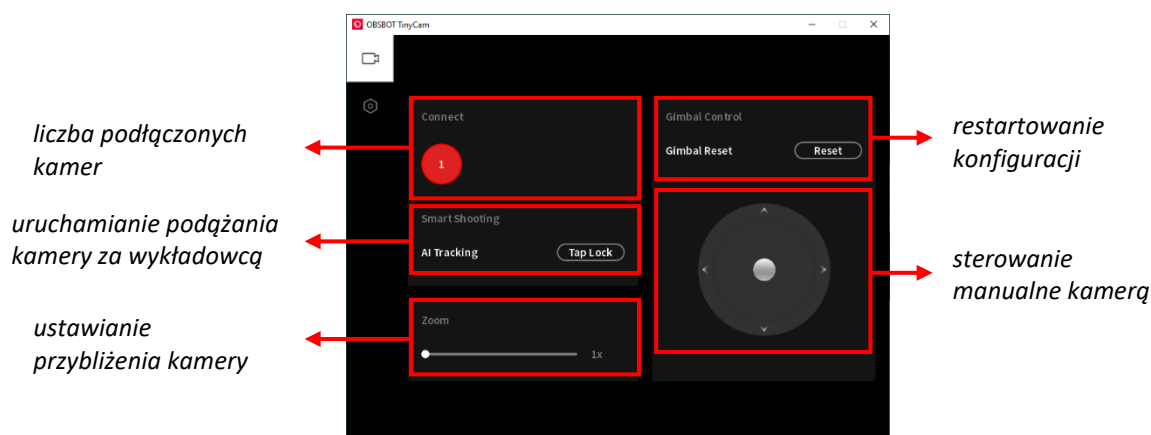 OBSBOT TinyCam
liczba podłączonych
kamer
uruchamianie podążania
kamery za wykładowcą
ustawianie
przybliżenia kamery
Connect
1
Smart Shooting
AI Tracking Tap Lock
Zoom
1x
Gimbal Control
Gimbal Reset Reset
restartowanie
konfiguracji
sterowanie
manualne kamerą